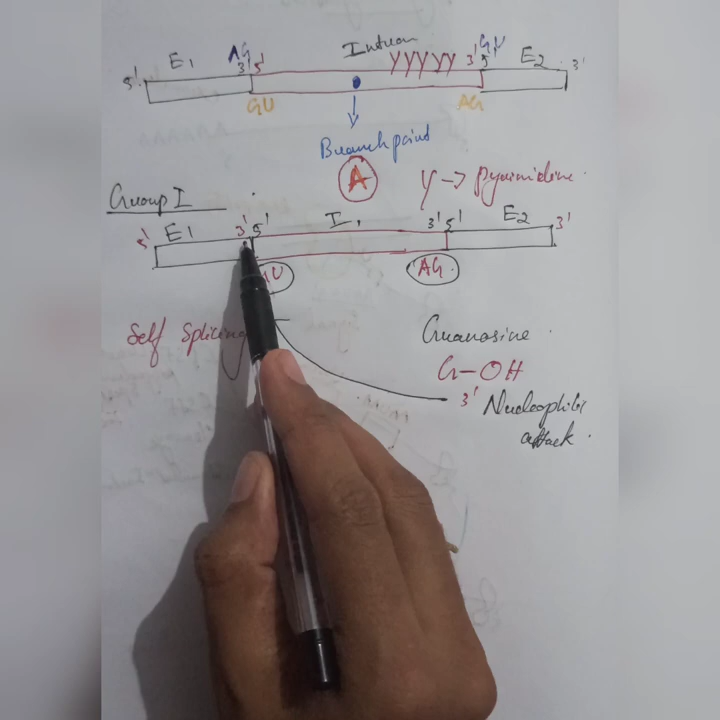 E1 AG Intron GU E2
5' 3' 5' YYYYY 3' 5 3'
GU AG
Branch point
A Y → pyrimidine
Group I
5' E1 3' 5' I1 3' 5' E2 3'
GU AG
Self Splicing Guanosine
G-OH
3' Nucleophilic
attack